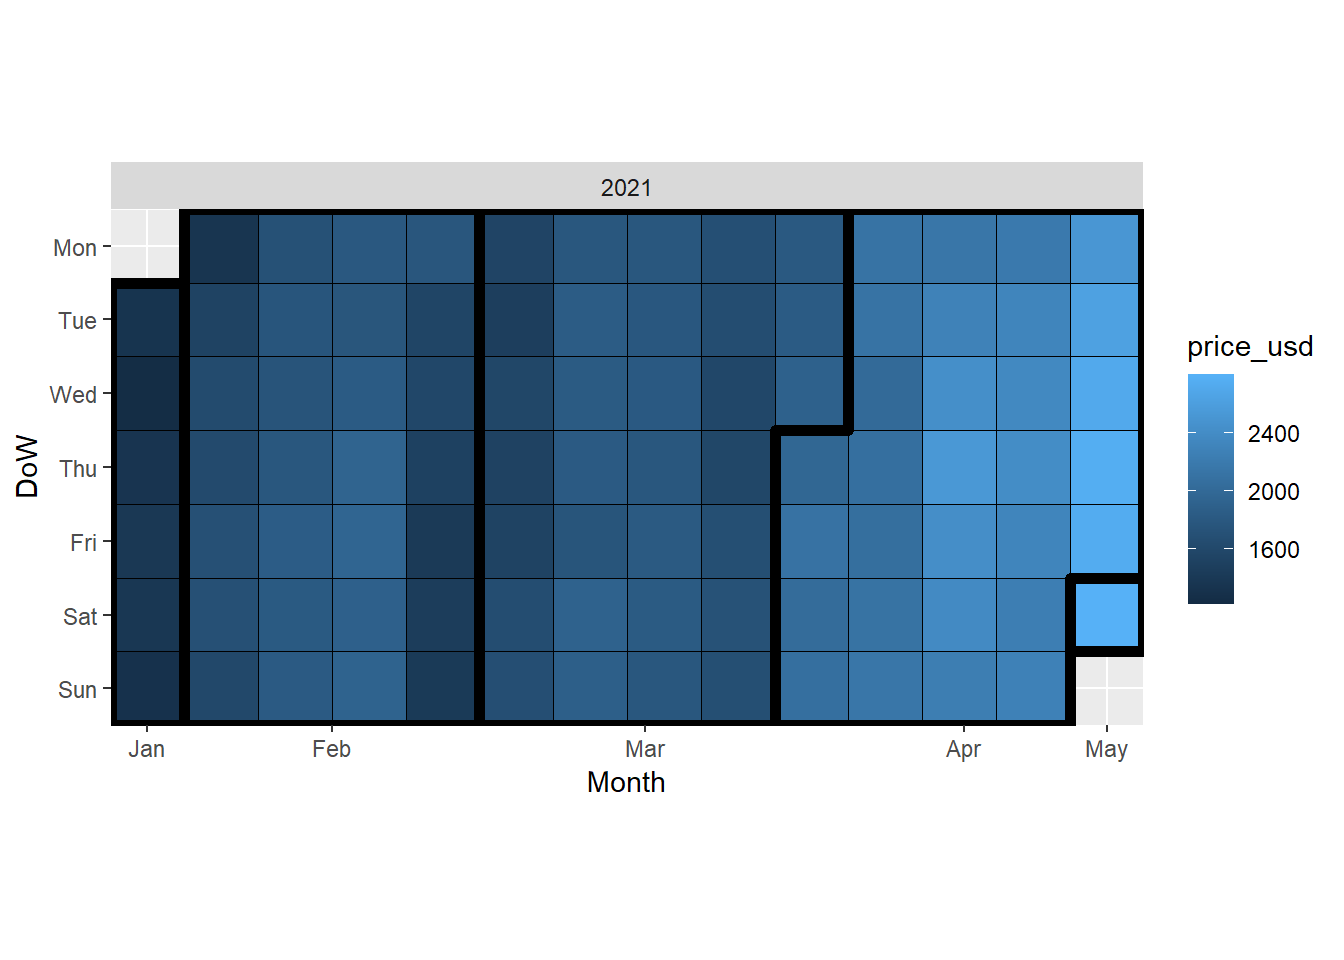 2021
Mon
Tue
Wed
Thu
Fri
Sat
Sun
DoW
Jan Feb Mar Apr May
Month
price_usd
2400
2000
1600